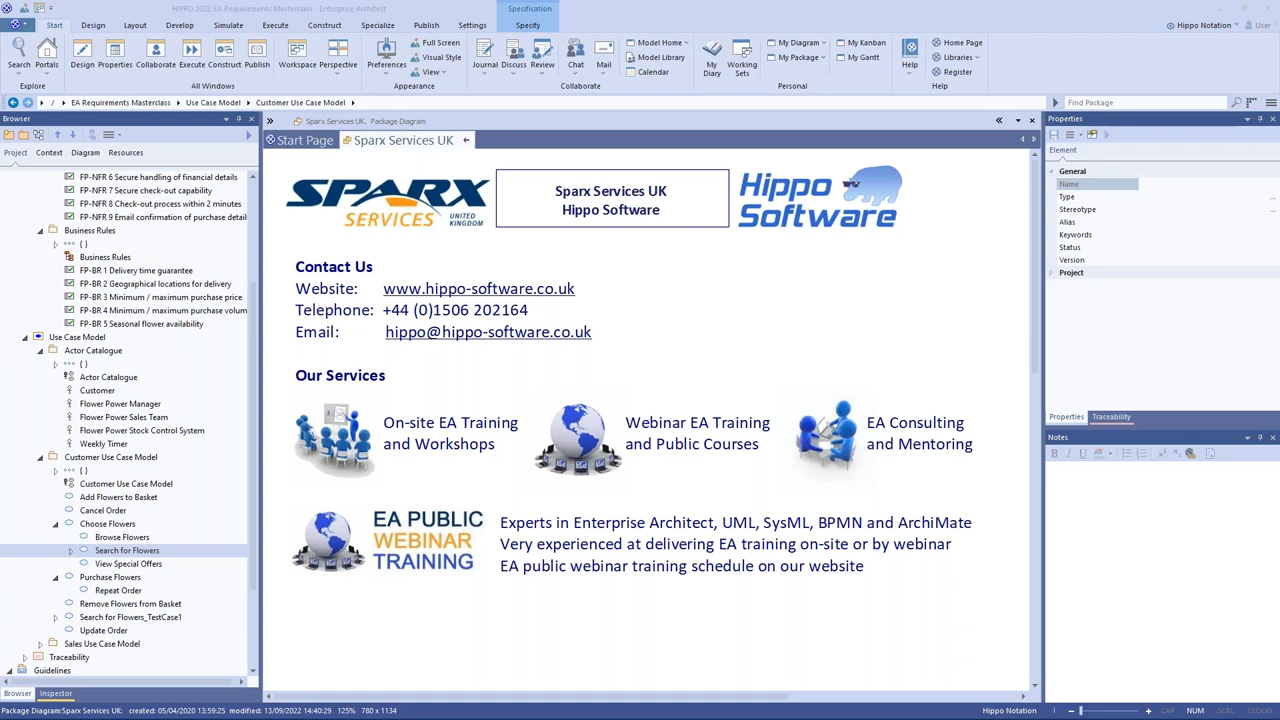 HIPPO 2022 EA Requirements Masterclass - Enterprise Architect
Specification
Start Design Layout Develop Simulate Execute Construct Specialize Publish Settings Specify
Hippo Notation User
Search Portals Design Properties Collaborate Execute Construct Publish Workspace Perspective Preferences Journal Discuss Review Chat Mail My Diary Working Sets Help
Full Screen Model Home My Diagram My Kanban Home Page
Visual Style Model Library My Package My Gantt Libraries
View Calendar Register
Explore All Windows Appearance Collaborate Personal Help
/ EA Requirements Masterclass Use Case Model Customer Use Case Model
Find Package
Browser
Project Context Diagram Resources
FP-NFR 6 Secure handling of financial details
FP-NFR 7 Secure check-out capability
FP-NFR 8 Check-out process within 2 minutes
FP-NFR 9 Email confirmation of purchase detail
Business Rules
{ }
Business Rules
FP-BR 1 Delivery time guarantee
FP-BR 2 Geographical locations for delivery
FP-BR 3 Minimum / maximum purchase price
FP-BR 4 Minimum / maximum purchase volum
FP-BR 5 Seasonal flower availability
Use Case Model
Actor Catalogue
{ }
Actor Catalogue
Customer
Flower Power Manager
Flower Power Sales Team
Flower Power Stock Control System
Weekly Timer
Customer Use Case Model
{ }
Customer Use Case Model
Add Flowers to Basket
Cancel Order
Choose Flowers
Browse Flowers
Search for Flowers
View Special Offers
Purchase Flowers
Repeat Order
Remove Flowers from Basket
Search for Flowers_TestCase1
Update Order
Sales Use Case Model
Traceability
Guidelines
Browser Inspector
Sparx Services UK. Package Diagram
Start Page Sparx Services UK
SPARX
SERVICES UNITED KINGDOM
Sparx Services UK
Hippo Software
Hippo
Software
Contact Us
Website: www.hippo-software.co.uk
Telephone: +44 (0)1506 202164
Email: hippo@hippo-software.co.uk
Our Services
On-site EA Training
and Workshops
Webinar EA Training
and Public Courses
EA Consulting
and Mentoring
EA PUBLIC
WEBINAR
TRAINING
Experts in Enterprise Architect, UML, SysML, BPMN and ArchiMate
Very experienced at delivering EA training on-site or by webinar
EA public webinar training schedule on our website
Properties
Element
General
Name
Type
Stereotype
Alias
Keywords
Status
Version
Project
Properties Traceability
Notes
B I U A
Package Diagram:Sparx Services UK: created: 05/04/2020 13:59:25 modified: 13/09/2022 14:40:29 125% 780 x 1134
Hippo Notation CAP NUM SCRL CLOUD